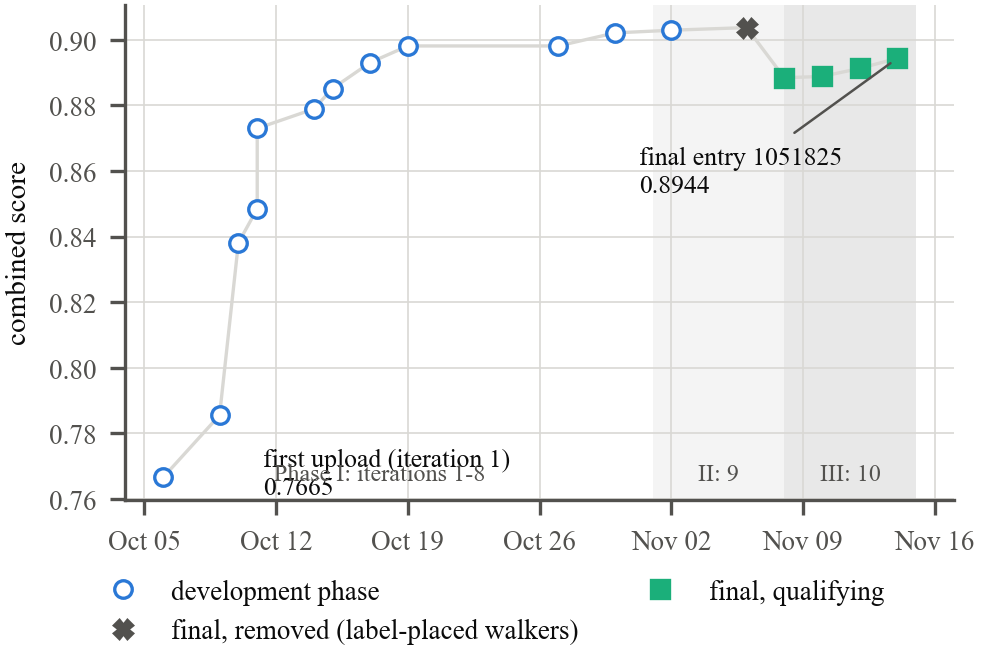 combined score
0.90
0.88
0.86
0.84
0.82
0.80
0.78
0.76
final entry 1051825
0.8944
first upload (iteration 1)
0.7665
Phase I: iterations 1-8
II: 9
III: 10
Oct 05
Oct 12
Oct 19
Oct 26
Nov 02
Nov 09
Nov 16
development phase
final, qualifying
final, removed (label-placed walkers)